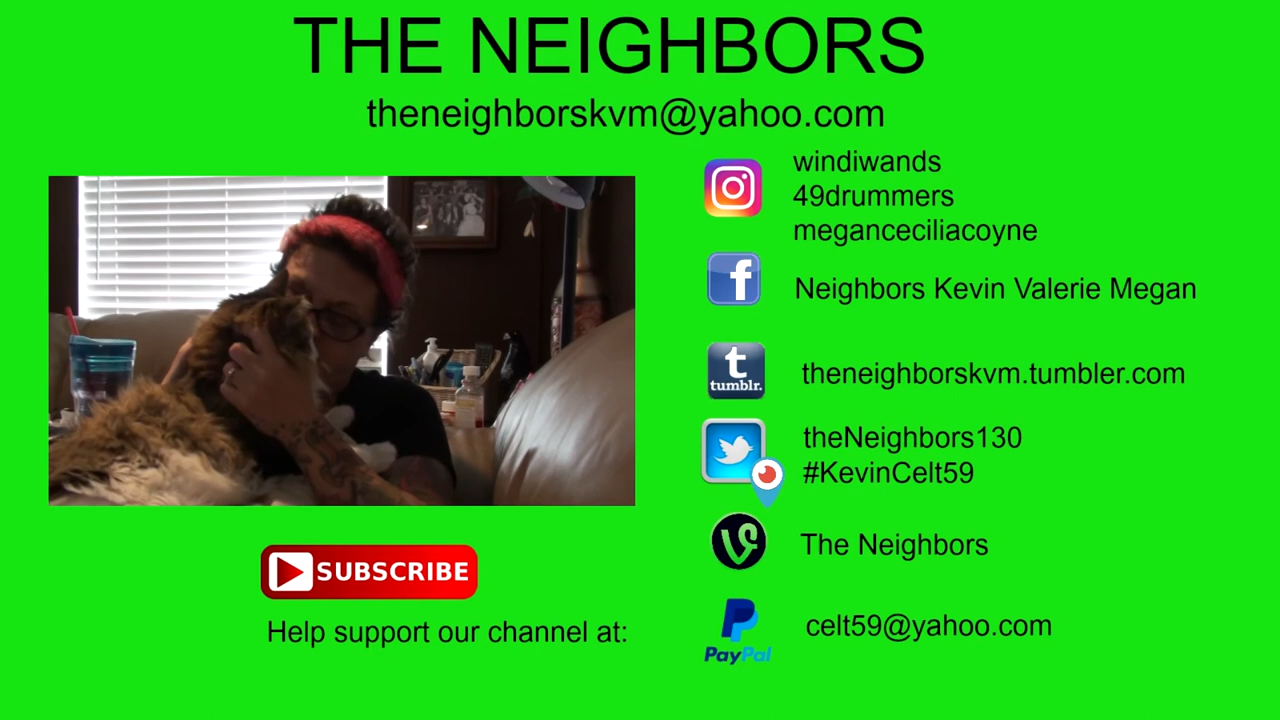 THE NEIGHBORS
theneighborskvm@yahoo.com
windiwands
49drummers
meganceciliacoyne
Neighbors Kevin Valerie Megan
tumblr.
theneighborskvm.tumbler.com
theNeighbors130
#KevinCelt59
The Neighbors
SUBSCRIBE
Help support our channel at:
PayPal
celt59@yahoo.com